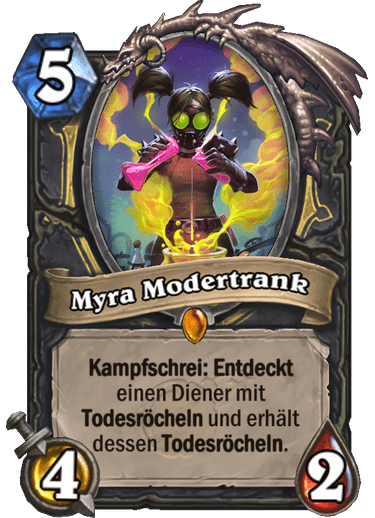 5
Myra Modertrank
Kampfschrei: Entdeckt
einen Diener mit
Todesröcheln und erhält
dessen Todesröcheln.
4
2